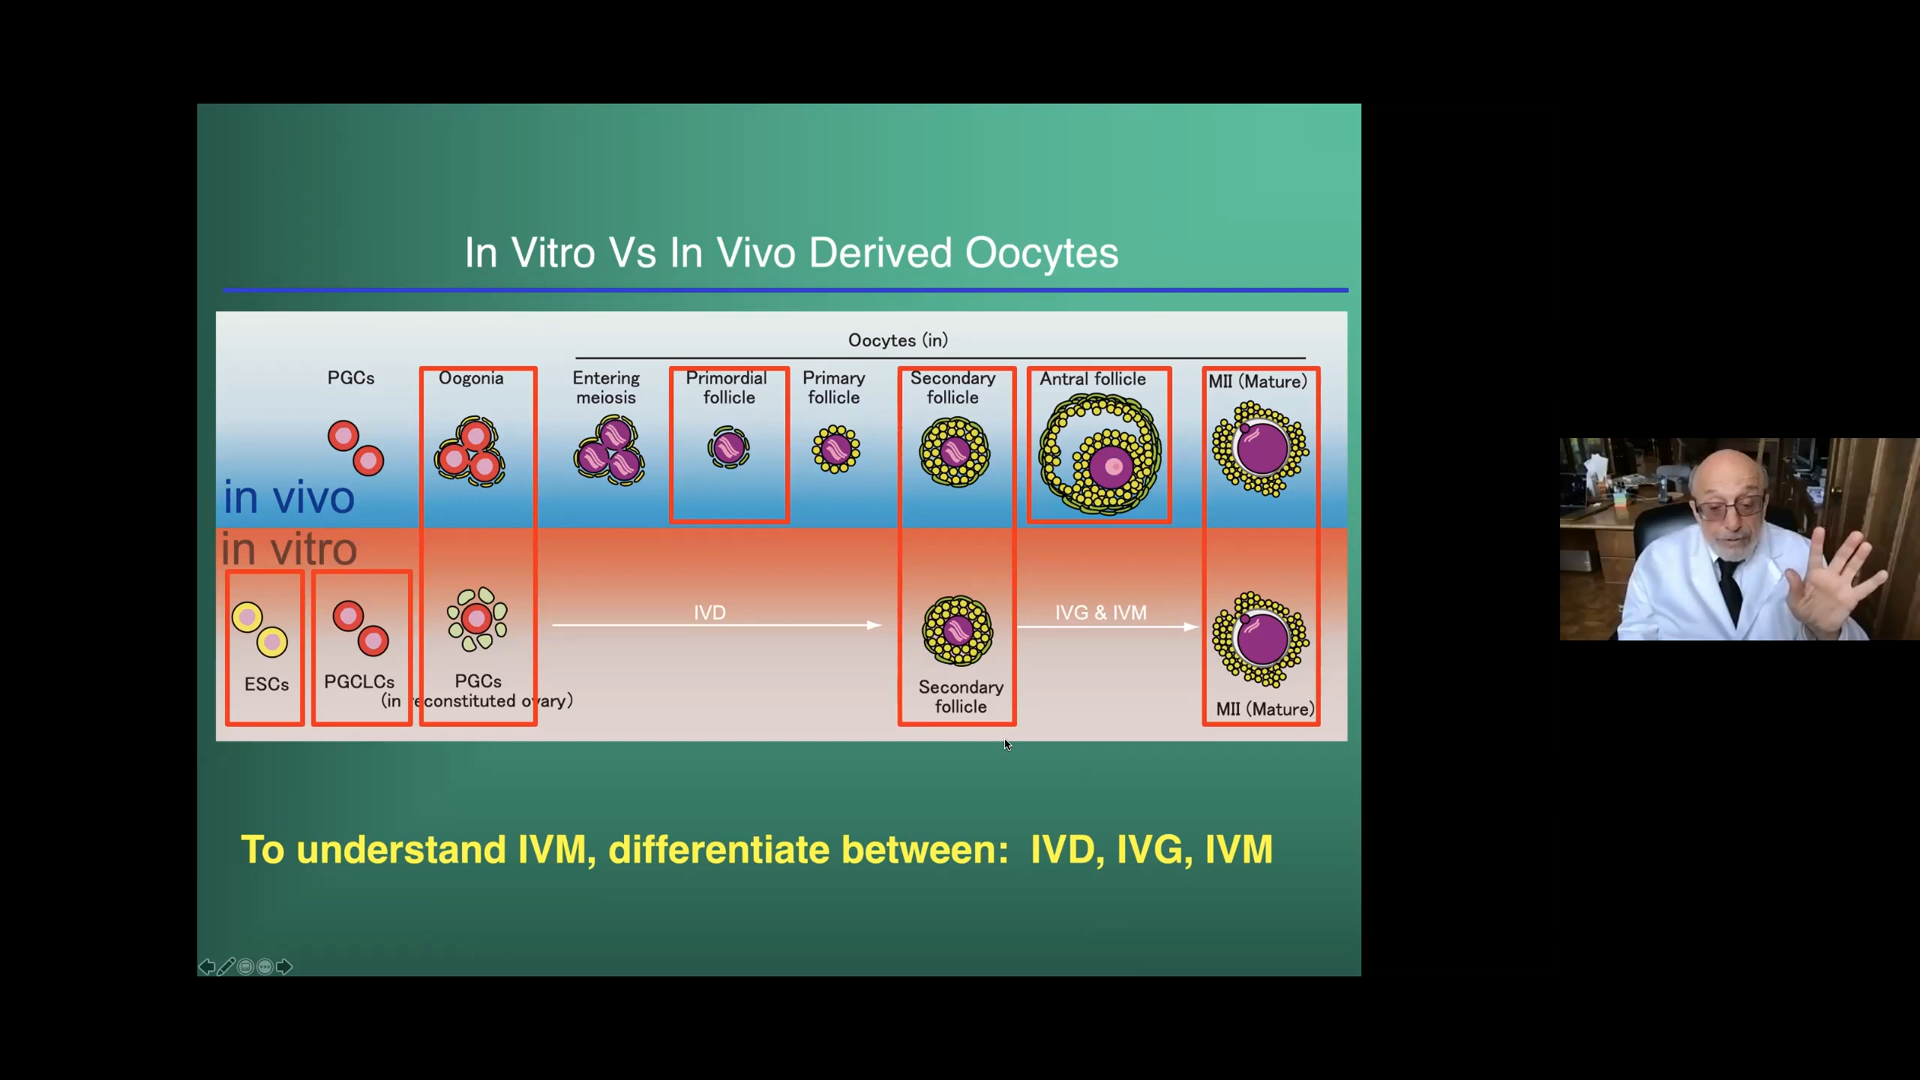 In Vitro Vs In Vivo Derived Oocytes
Oocytes (in)
PGCs
Oogonia
Entering
meiosis
Primordial
follicle
Primary
follicle
Secondary
follicle
Antral follicle
MII (Mature)
in vivo
in vitro
IVD
IVG & IVM
ESCs
PGCLCs
PGCs
(in reconstituted ovary)
Secondary
follicle
MII (Mature)
To understand IVM, differentiate between: IVD, IVG, IVM